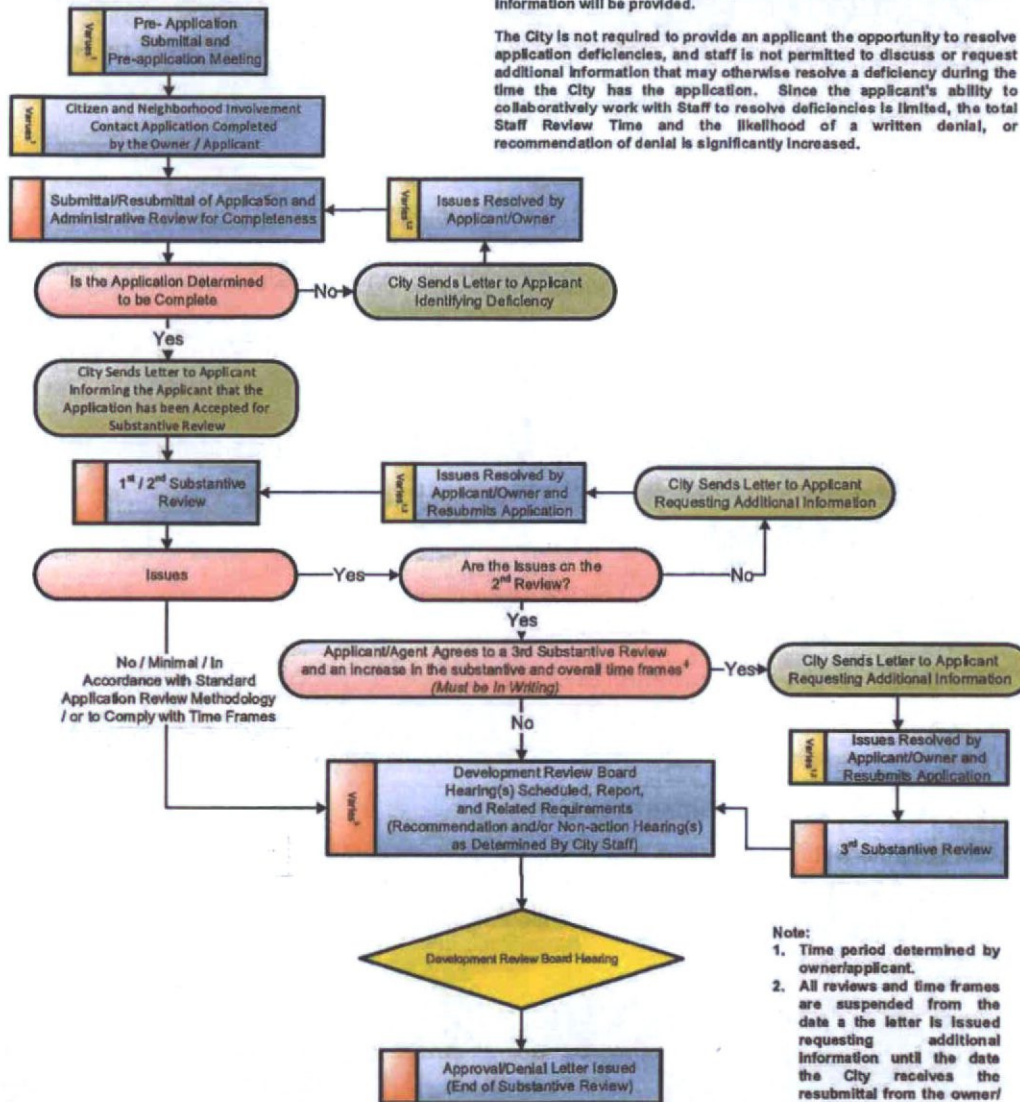 Information will be provided.
The City is not required to provide an applicant the opportunity to resolve
application deficiencies, and staff is not permitted to discuss or request
additional information that may otherwise resolve a deficiency during the
time the City has the application. Since the applicant's ability to
collaboratively work with Staff to resolve deficiencies is limited, the total
Staff Review Time and the likelihood of a written denial, or
recommendation of denial is significantly increased.
Varies¹
Pre- Application
Submittal and
Pre-application Meeting
Varies¹
Citizen and Neighborhood Involvement
Contact Application Completed
by the Owner / Applicant
Submittal/Resubmittal of Application and
Administrative Review for Completeness
Varies¹,²
Issues Resolved by
Applicant/Owner
Is the Application Determined
to be Complete
No
City Sends Letter to Applicant
Identifying Deficiency
Yes
City Sends Letter to Applicant
Informing the Applicant that the
Application has been Accepted for
Substantive Review
1st / 2nd Substantive
Review
Varies¹,²
Issues Resolved by
Applicant/Owner and
Resubmits Application
City Sends Letter to Applicant
Requesting Additional Information
Issues
Yes
Are the Issues on the
2nd Review?
No
Yes
No / Minimal / In
Accordance with Standard
Application Review Methodology
/ or to Comply with Time Frames
Applicant/Agent Agrees to a 3rd Substantive Review
and an increase in the substantive and overall time frames⁴
(Must be in Writing)
Yes
City Sends Letter to Applicant
Requesting Additional Information
No
Varies¹,²
Issues Resolved by
Applicant/Owner and
Resubmits Application
Varies
Development Review Board
Hearing(s) Scheduled, Report,
and Related Requirements
(Recommendation and/or Non-action Hearing(s)
as Determined By City Staff)
3rd Substantive Review
Development Review Board Hearing
Approval/Denial Letter Issued
(End of Substantive Review)
Note:
1. Time period determined by
owner/applicant.
2. All reviews and time frames
are suspended from the
date a the letter is issued
requesting additional
information until the date
the City receives the
resubmittal from the owner/